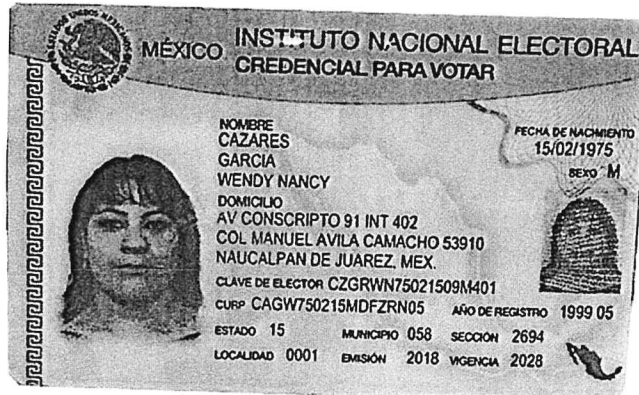 MÉXICO INSTITUTO NACIONAL ELECTORAL
CREDENCIAL PARA VOTAR
NOMBRE
CAZARES
GARCIA
WENDY NANCY
FECHA DE NACIMIENTO
15/02/1975
SEXO M
DOMICILIO
AV CONSCRIPTO 91 INT 402
COL MANUEL AVILA CAMACHO 53910
NAUCALPAN DE JUAREZ, MEX.
CLAVE DE ELECTOR CZGRWN75021509M401
CURP CAGW750215MDFZRN05 AÑO DE REGISTRO 1999 05
ESTADO 15 MUNICIPIO 058 SECCIÓN 2694
LOCALIDAD 0001 EMISIÓN 2018 VIGENCIA 2028